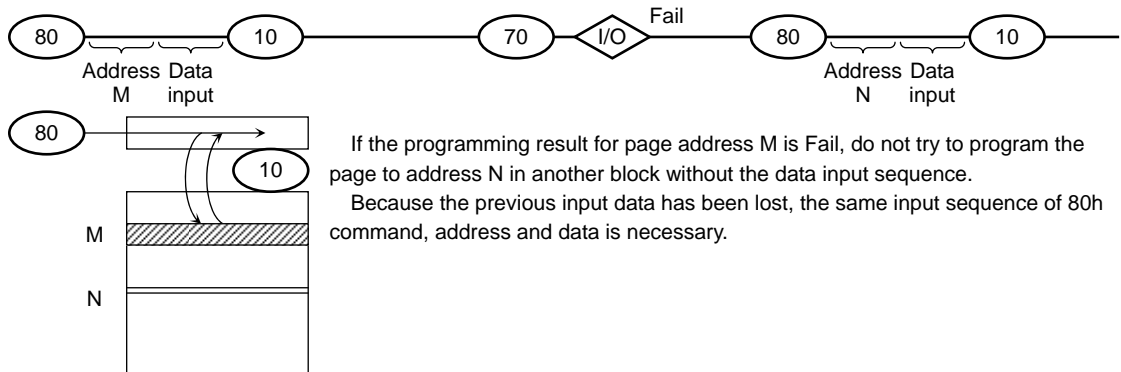 Fail
80 10 70 I/O 80 10
Address Data Address Data
M input N input
80
If the programming result for page address M is Fail, do not try to program the
10
page to address N in another block without the data input sequence.
Because the previous input data has been lost, the same input sequence of 80h
M
command, address and data is necessary.
N